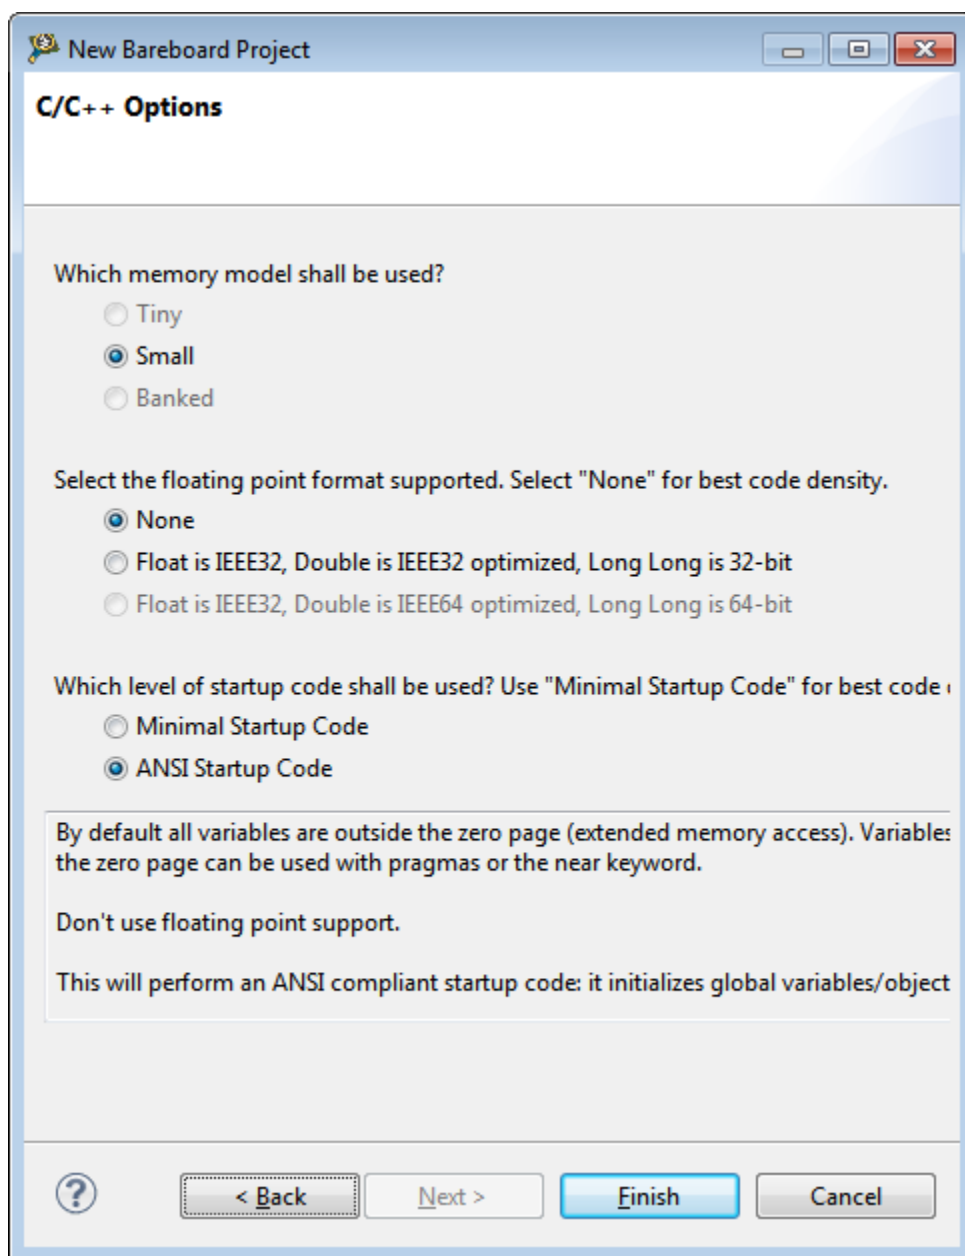 New Bareboard Project
C/C++ Options
Which memory model shall be used?
Tiny
Small
Banked
Select the floating point format supported. Select "None" for best code density.
None
Float is IEEE32, Double is IEEE32 optimized, Long Long is 32-bit
Float is IEEE32, Double is IEEE64 optimized, Long Long is 64-bit
Which level of startup code shall be used? Use "Minimal Startup Code" for best code
Minimal Startup Code
ANSI Startup Code
By default all variables are outside the zero page (extended memory access). Variables
the zero page can be used with pragmas or the near keyword.
Don't use floating point support.
This will perform an ANSI compliant startup code: it initializes global variables/object
?
< Back
Next >
Finish
Cancel